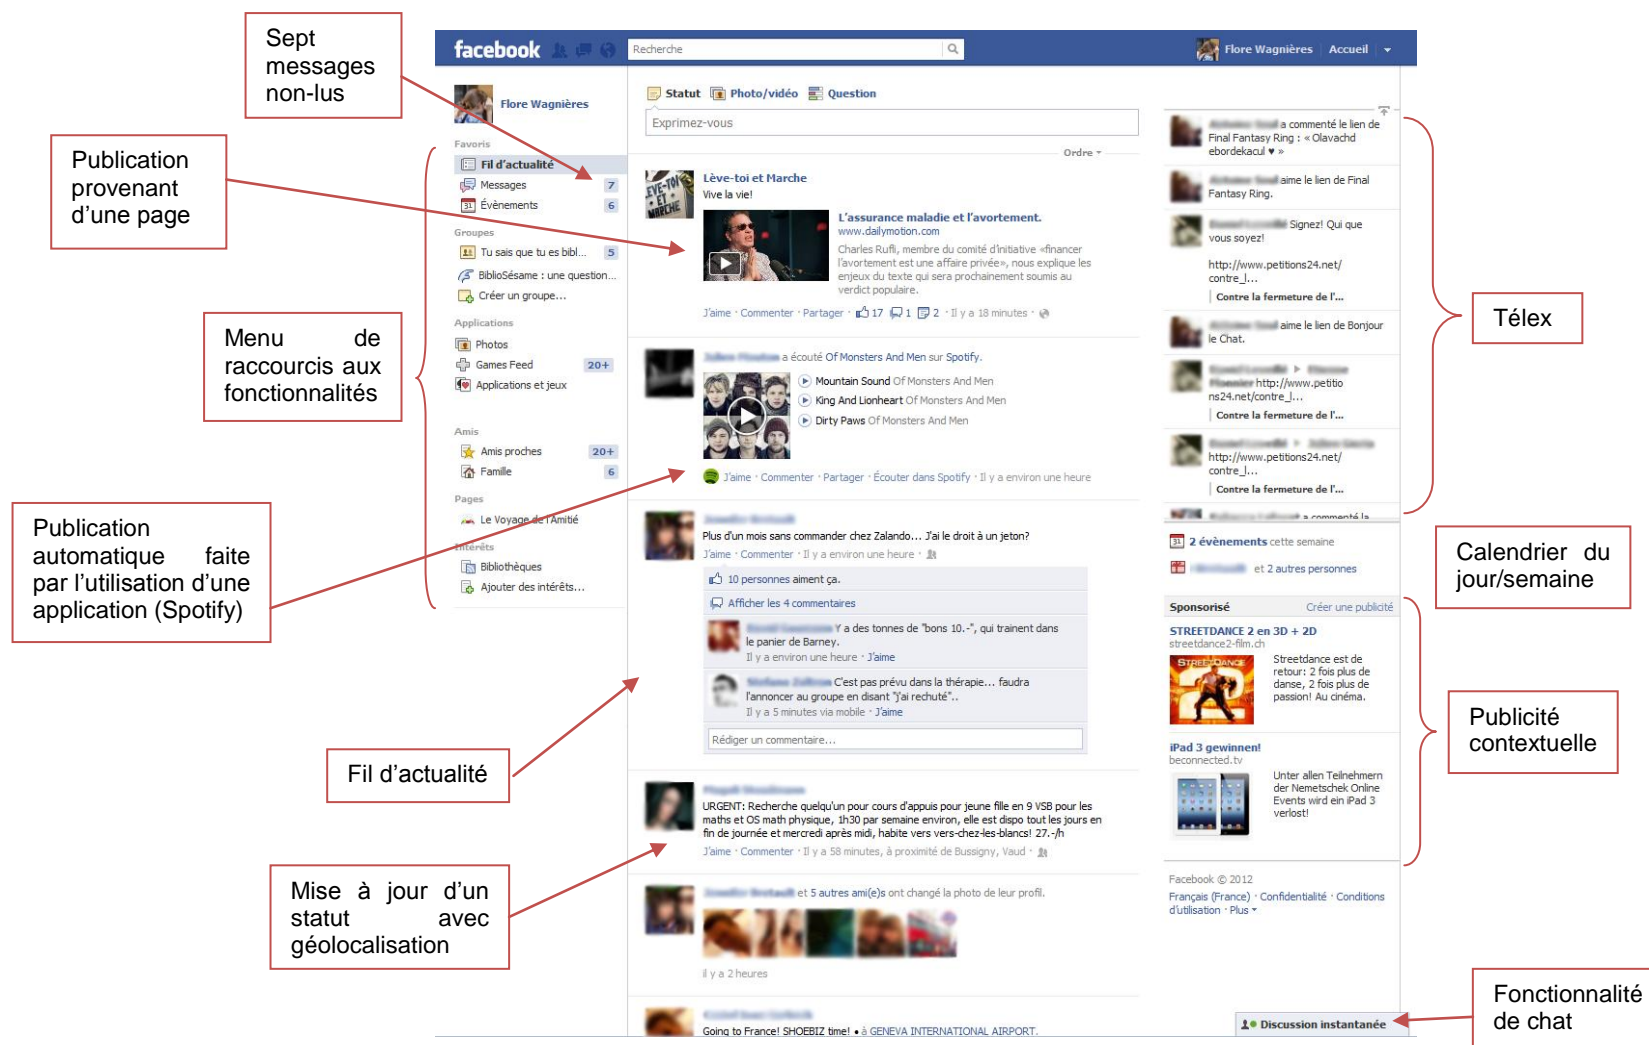 Sept
messages
non-lus
Publication
provenant
d'une page
Menu de
raccourcis aux
fonctionnalités
Publication
automatique faite
par l'utilisation d'une
application (Spotify)
Fil d'actualité
Mise à jour d'un
statut avec
géolocalisation
facebook
Recherche
Flore Wagnières Accueil
Flore Wagnières
Favoris
Fil d'actualité
Messages 7
31 Évènements 6
Groupes
Tu sais que tu es bibl... 5
BiblioSésame : une question...
Créer un groupe...
Applications
Photos
Games Feed 20+
Applications et jeux
Amis
Amis proches 20+
Famille 6
Pages
Le Voyage de l'Amitié
Intérêts
Bibliothèques
Ajouter des intérêts...
Statut Photo/vidéo Question
Exprimez-vous
Ordre
LÈVE-TOI
ET
MARCHE
Lève-toi et Marche
Vive la vie!
L'assurance maladie et l'avortement.
www.dailymotion.com
Charles Rufli, membre du comité d'initiative «financer
l'avortement est une affaire privée», nous explique les
enjeux du texte qui sera prochainement soumis au
verdict populaire.
J'aime · Commenter · Partager · 17 1 2 · Il y a 18 minutes ·
a écouté Of Monsters And Men sur Spotify.
Mountain Sound Of Monsters And Men
King And Lionheart Of Monsters And Men
Dirty Paws Of Monsters And Men
J'aime · Commenter · Partager · Écouter dans Spotify · Il y a environ une heure
Plus d'un mois sans commander chez Zalando... J'ai le droit à un jeton?
J'aime · Commenter · Il y a environ une heure ·
10 personnes aiment ça.
Afficher les 4 commentaires
Y a des tonnes de "bons 10.-", qui trainent dans
le panier de Barney.
Il y a environ une heure · J'aime
C'est pas prévu dans la thérapie... faudra
l'annoncer au groupe en disant "j'ai rechuté"..
Il y a 5 minutes via mobile · J'aime
Rédiger un commentaire...
URGENT: Recherche quelqu'un pour cours d'appuis pour jeune fille en 9 VSB pour les
maths et OS math physique, 1h30 par semaine environ, elle est dispo tout les jours en
fin de journée et mercredi après midi, habite vers vers-chez-les-blancs! 27.-/h
J'aime · Commenter · Il y a 58 minutes, à proximité de Bussigny, Vaud ·
et 5 autres ami(e)s ont changé la photo de leur profil.
il y a 2 heures
Going to France! SHOEBIZ time! • à GENEVA INTERNATIONAL AIRPORT.
a commenté le lien de
Final Fantasy Ring : « Olavachd
ebordekacul ♥ »
aime le lien de Final
Fantasy Ring.
Signez! Qui que
vous soyez!
http://www.petitions24.net/
contre_l...
Contre la fermeture de l'...
aime le lien de Bonjour
le Chat.
http://www.petitio
ns24.net/contre_l...
Contre la fermeture de l'...
http://www.petitions24.net/
contre_l...
Contre la fermeture de l'...
a commenté la
31 2 évènements cette semaine
et 2 autres personnes
Sponsorisé Créer une publicité
STREETDANCE 2 en 3D + 2D
streetdance2-film.ch
STREETDANCE
2
Streetdance est de
retour: 2 fois plus de
danse, 2 fois plus de
passion! Au cinéma.
iPad 3 gewinnen!
beconnected.tv
Unter allen Teilnehmern
der Nemetschek Online
Events wird ein iPad 3
verlost!
Facebook © 2012
Français (France) · Confidentialité · Conditions
d'utilisation · Plus
Discussion instantanée
Télex
Calendrier du
jour/semaine
Publicité
contextuelle
Fonctionnalité
de chat